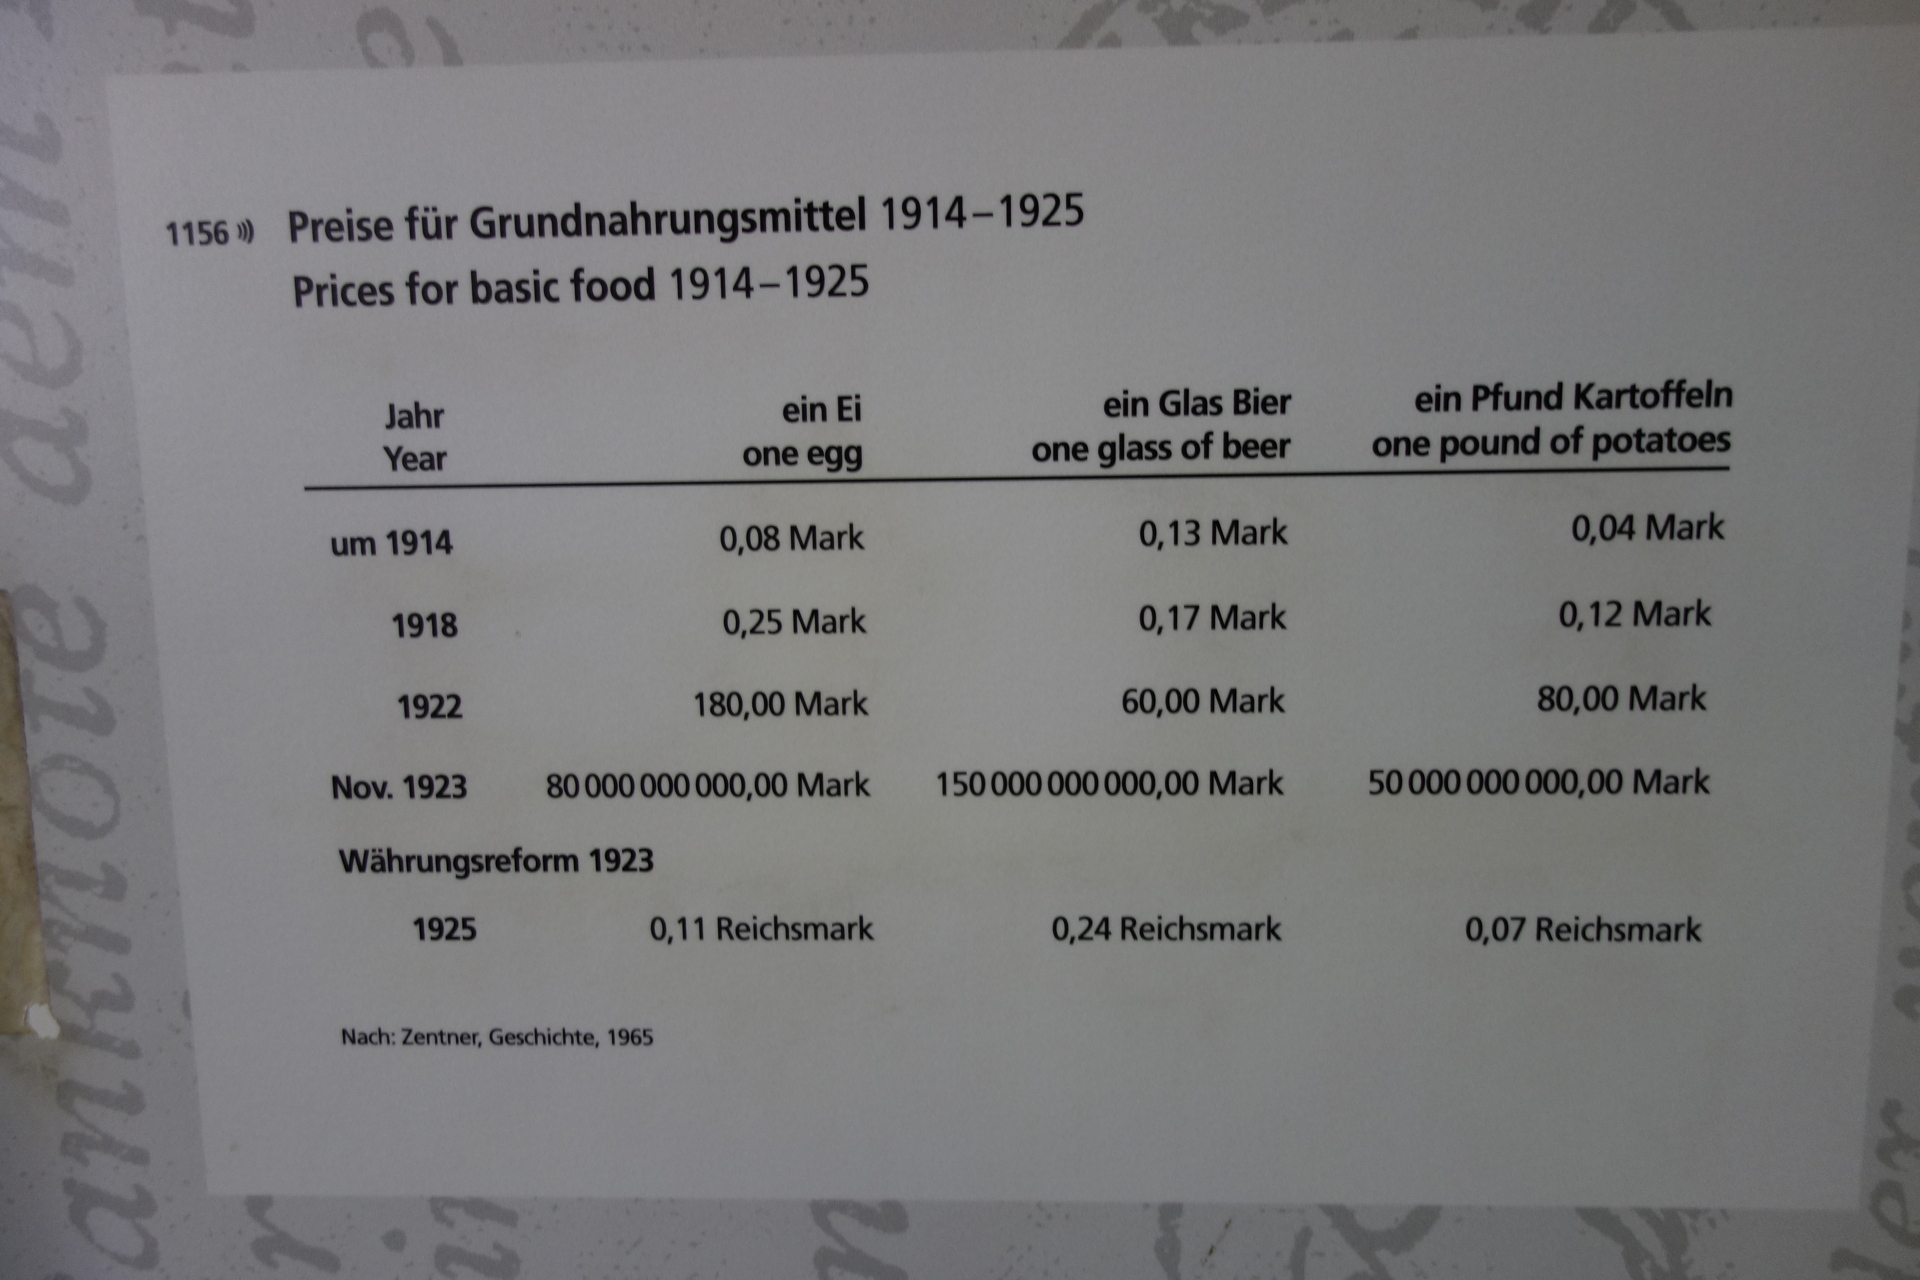 1156 Preise für Grundnahrungsmittel 1914–1925
Prices for basic food 1914–1925
Jahr ein Ei ein Glas Bier ein Pfund Kartoffeln
Year one egg one glass of beer one pound of potatoes
um 1914 0,08 Mark 0,13 Mark 0,04 Mark
1918 0,25 Mark 0,17 Mark 0,12 Mark
1922 180,00 Mark 60,00 Mark 80,00 Mark
Nov. 1923 80 000 000 000,00 Mark 150 000 000 000,00 Mark 50 000 000 000,00 Mark
Währungsreform 1923
1925 0,11 Reichsmark 0,24 Reichsmark 0,07 Reichsmark
Nach: Zentner, Geschichte, 1965